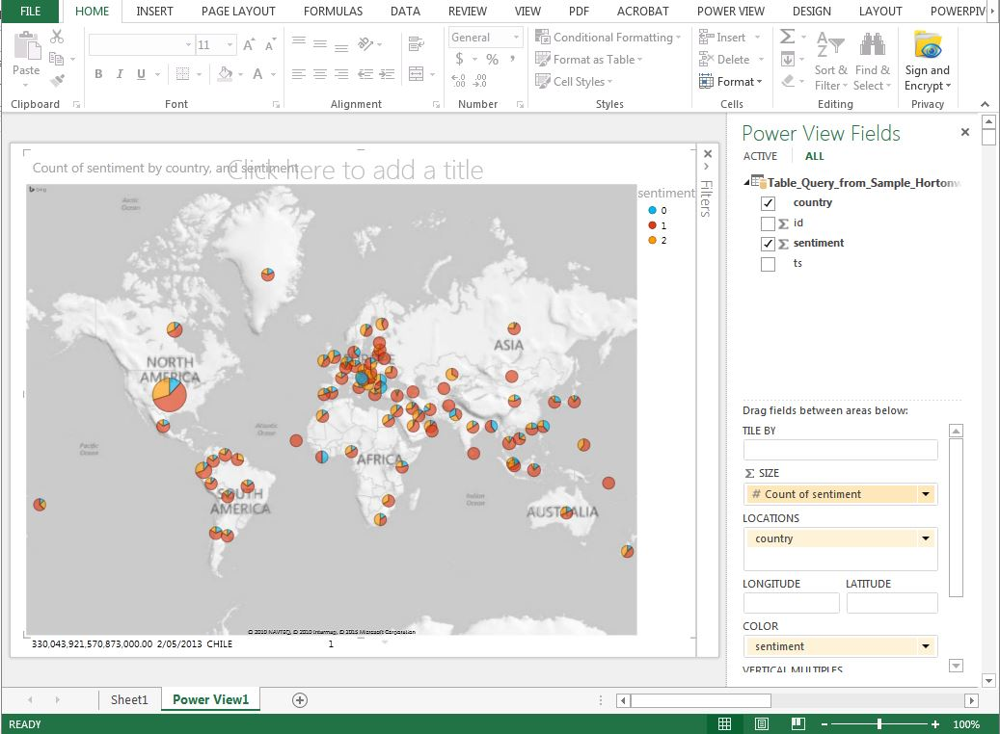 FILE HOME INSERT PAGE LAYOUT FORMULAS DATA REVIEW VIEW PDF ACROBAT POWER VIEW DESIGN LAYOUT POWERPIV
Paste
11 A A
B I U A
General
$ % ,
Conditional Formatting
Format as Table
Cell Styles
Insert
Delete
Format
Sort & Filter
Find & Select
Sign and Encrypt
Clipboard Font Alignment Number Styles Cells Editing Privacy
Count of sentiment by country, and sentiment
Click here to add a title
bing
Arctic Ocean
NORTH AMERICA
EUROPE
ASIA
Pacific Ocean
Atlantic Ocean
AFRICA
SOUTH AMERICA
Indian Ocean
AUSTRALIA
© 2010 NAVTEQ, © 2010 Intermap, © 2015 Microsoft Corporation
sentiment
0
1
2
Filters
330,043,921,570,873,000.00 2/05/2013 CHILE 1
Power View Fields
ACTIVE ALL
Table_Query_from_Sample_Hortonw
country
Σ id
Σ sentiment
ts
Drag fields between areas below:
TILE BY
Σ SIZE
# Count of sentiment
LOCATIONS
country
LONGITUDE LATITUDE
COLOR
sentiment
VERTICAL MULTIPLES
Sheet1 Power View1
READY 100%